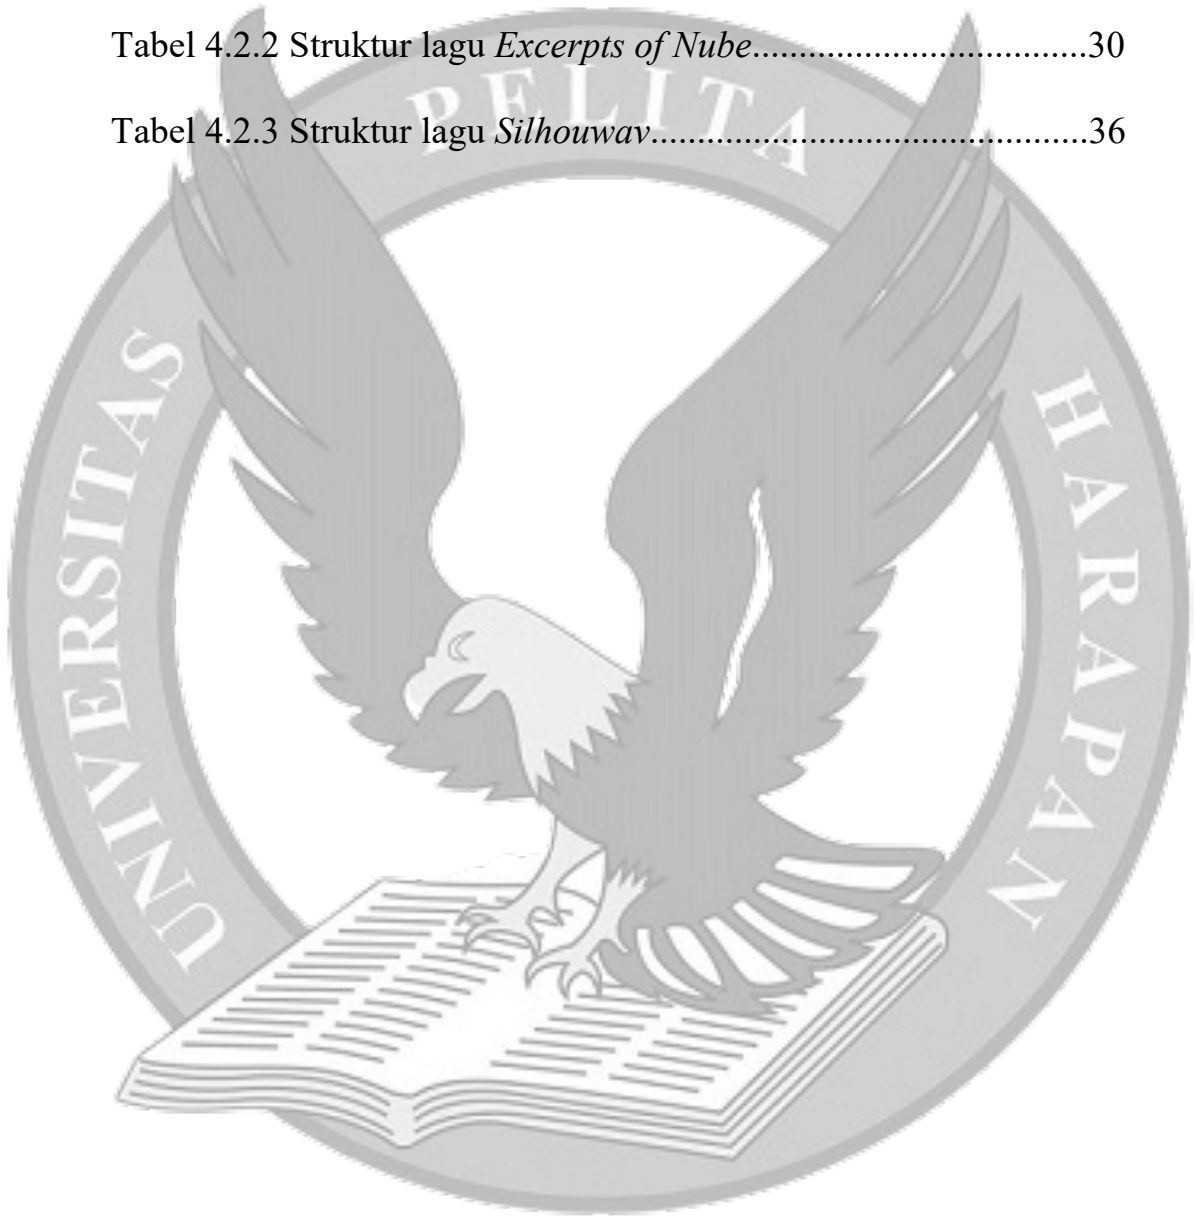 Tabel 4.2.2 Struktur lagu Excerpts of Nube....................................30
Tabel 4.2.3 Struktur lagu Silhouwav...............................................36
UNIVERSITAS PELITA HARAPAN